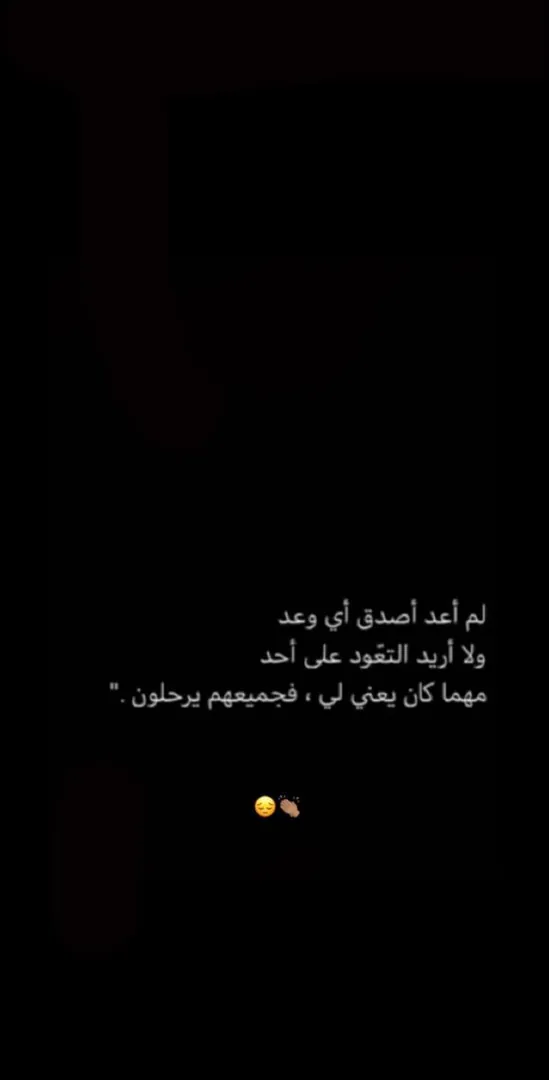 لم أعد أصدق أي وعد
ولا أريد التعّود على أحد
مهما كان يعني لي ، فجميعهم يرحلون ."
😔👏🏽